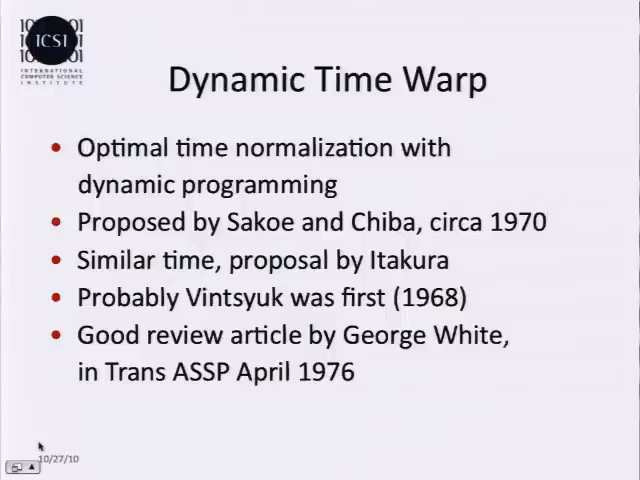 ICSI
INTERNATIONAL
COMPUTER SCIENCE
INSTITUTE
Dynamic Time Warp
• Optimal time normalization with
dynamic programming
• Proposed by Sakoe and Chiba, circa 1970
• Similar time, proposal by Itakura
• Probably Vintsyuk was first (1968)
• Good review article by George White,
in Trans ASSP April 1976
10/27/10